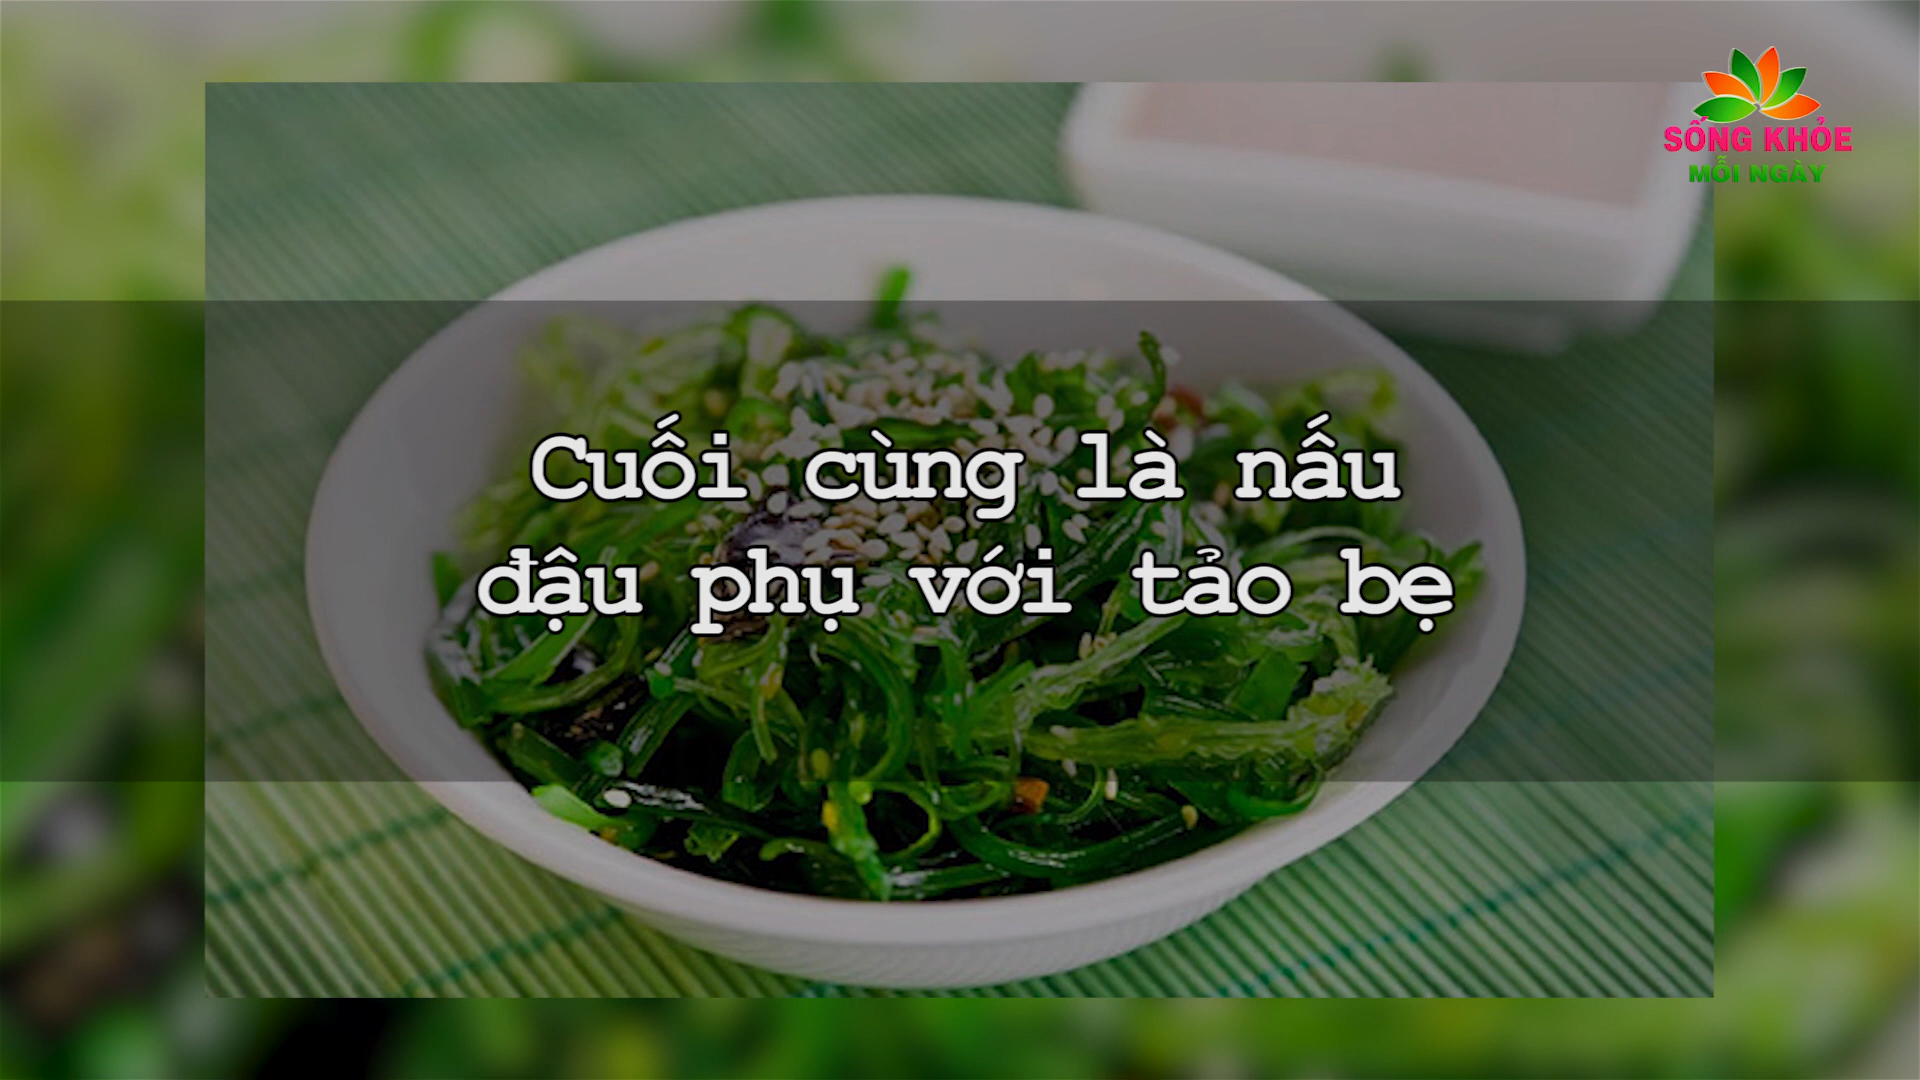 SỐNG KHỎE
MỖI NGÀY
Cuối cùng là nấu
đậu phụ với tảo bẹ